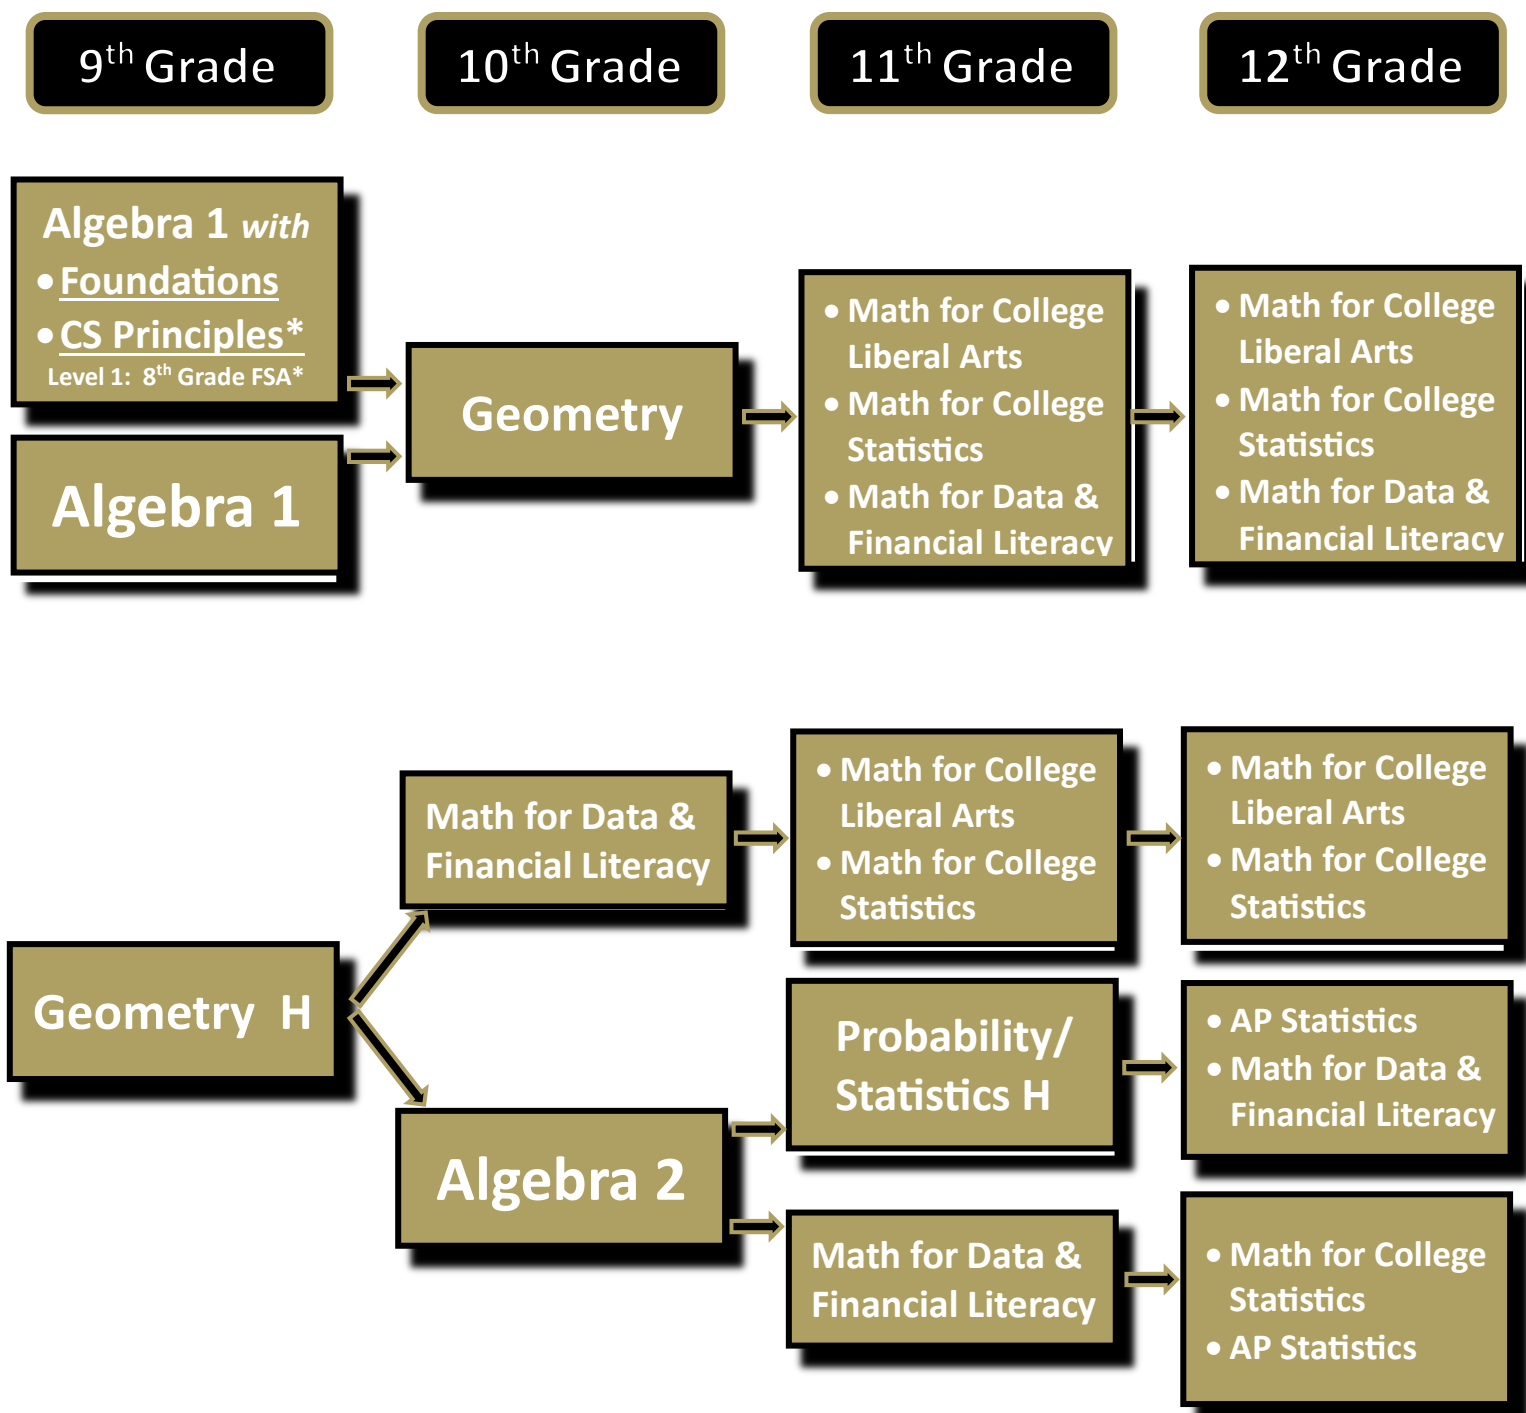 9th Grade
10th Grade
11th Grade
12th Grade
Algebra 1 with
• Foundations
• CS Principles*
Level 1: 8th Grade FSA*
Algebra 1
Geometry
• Math for College
Liberal Arts
• Math for College
Statistics
• Math for Data &
Financial Literacy
• Math for College
Liberal Arts
• Math for College
Statistics
• Math for Data &
Financial Literacy
Geometry H
Math for Data &
Financial Literacy
• Math for College
Liberal Arts
• Math for College
Statistics
• Math for College
Liberal Arts
• Math for College
Statistics
Algebra 2
Probability/
Statistics H
• AP Statistics
• Math for Data &
Financial Literacy
Math for Data &
Financial Literacy
• Math for College
Statistics
• AP Statistics